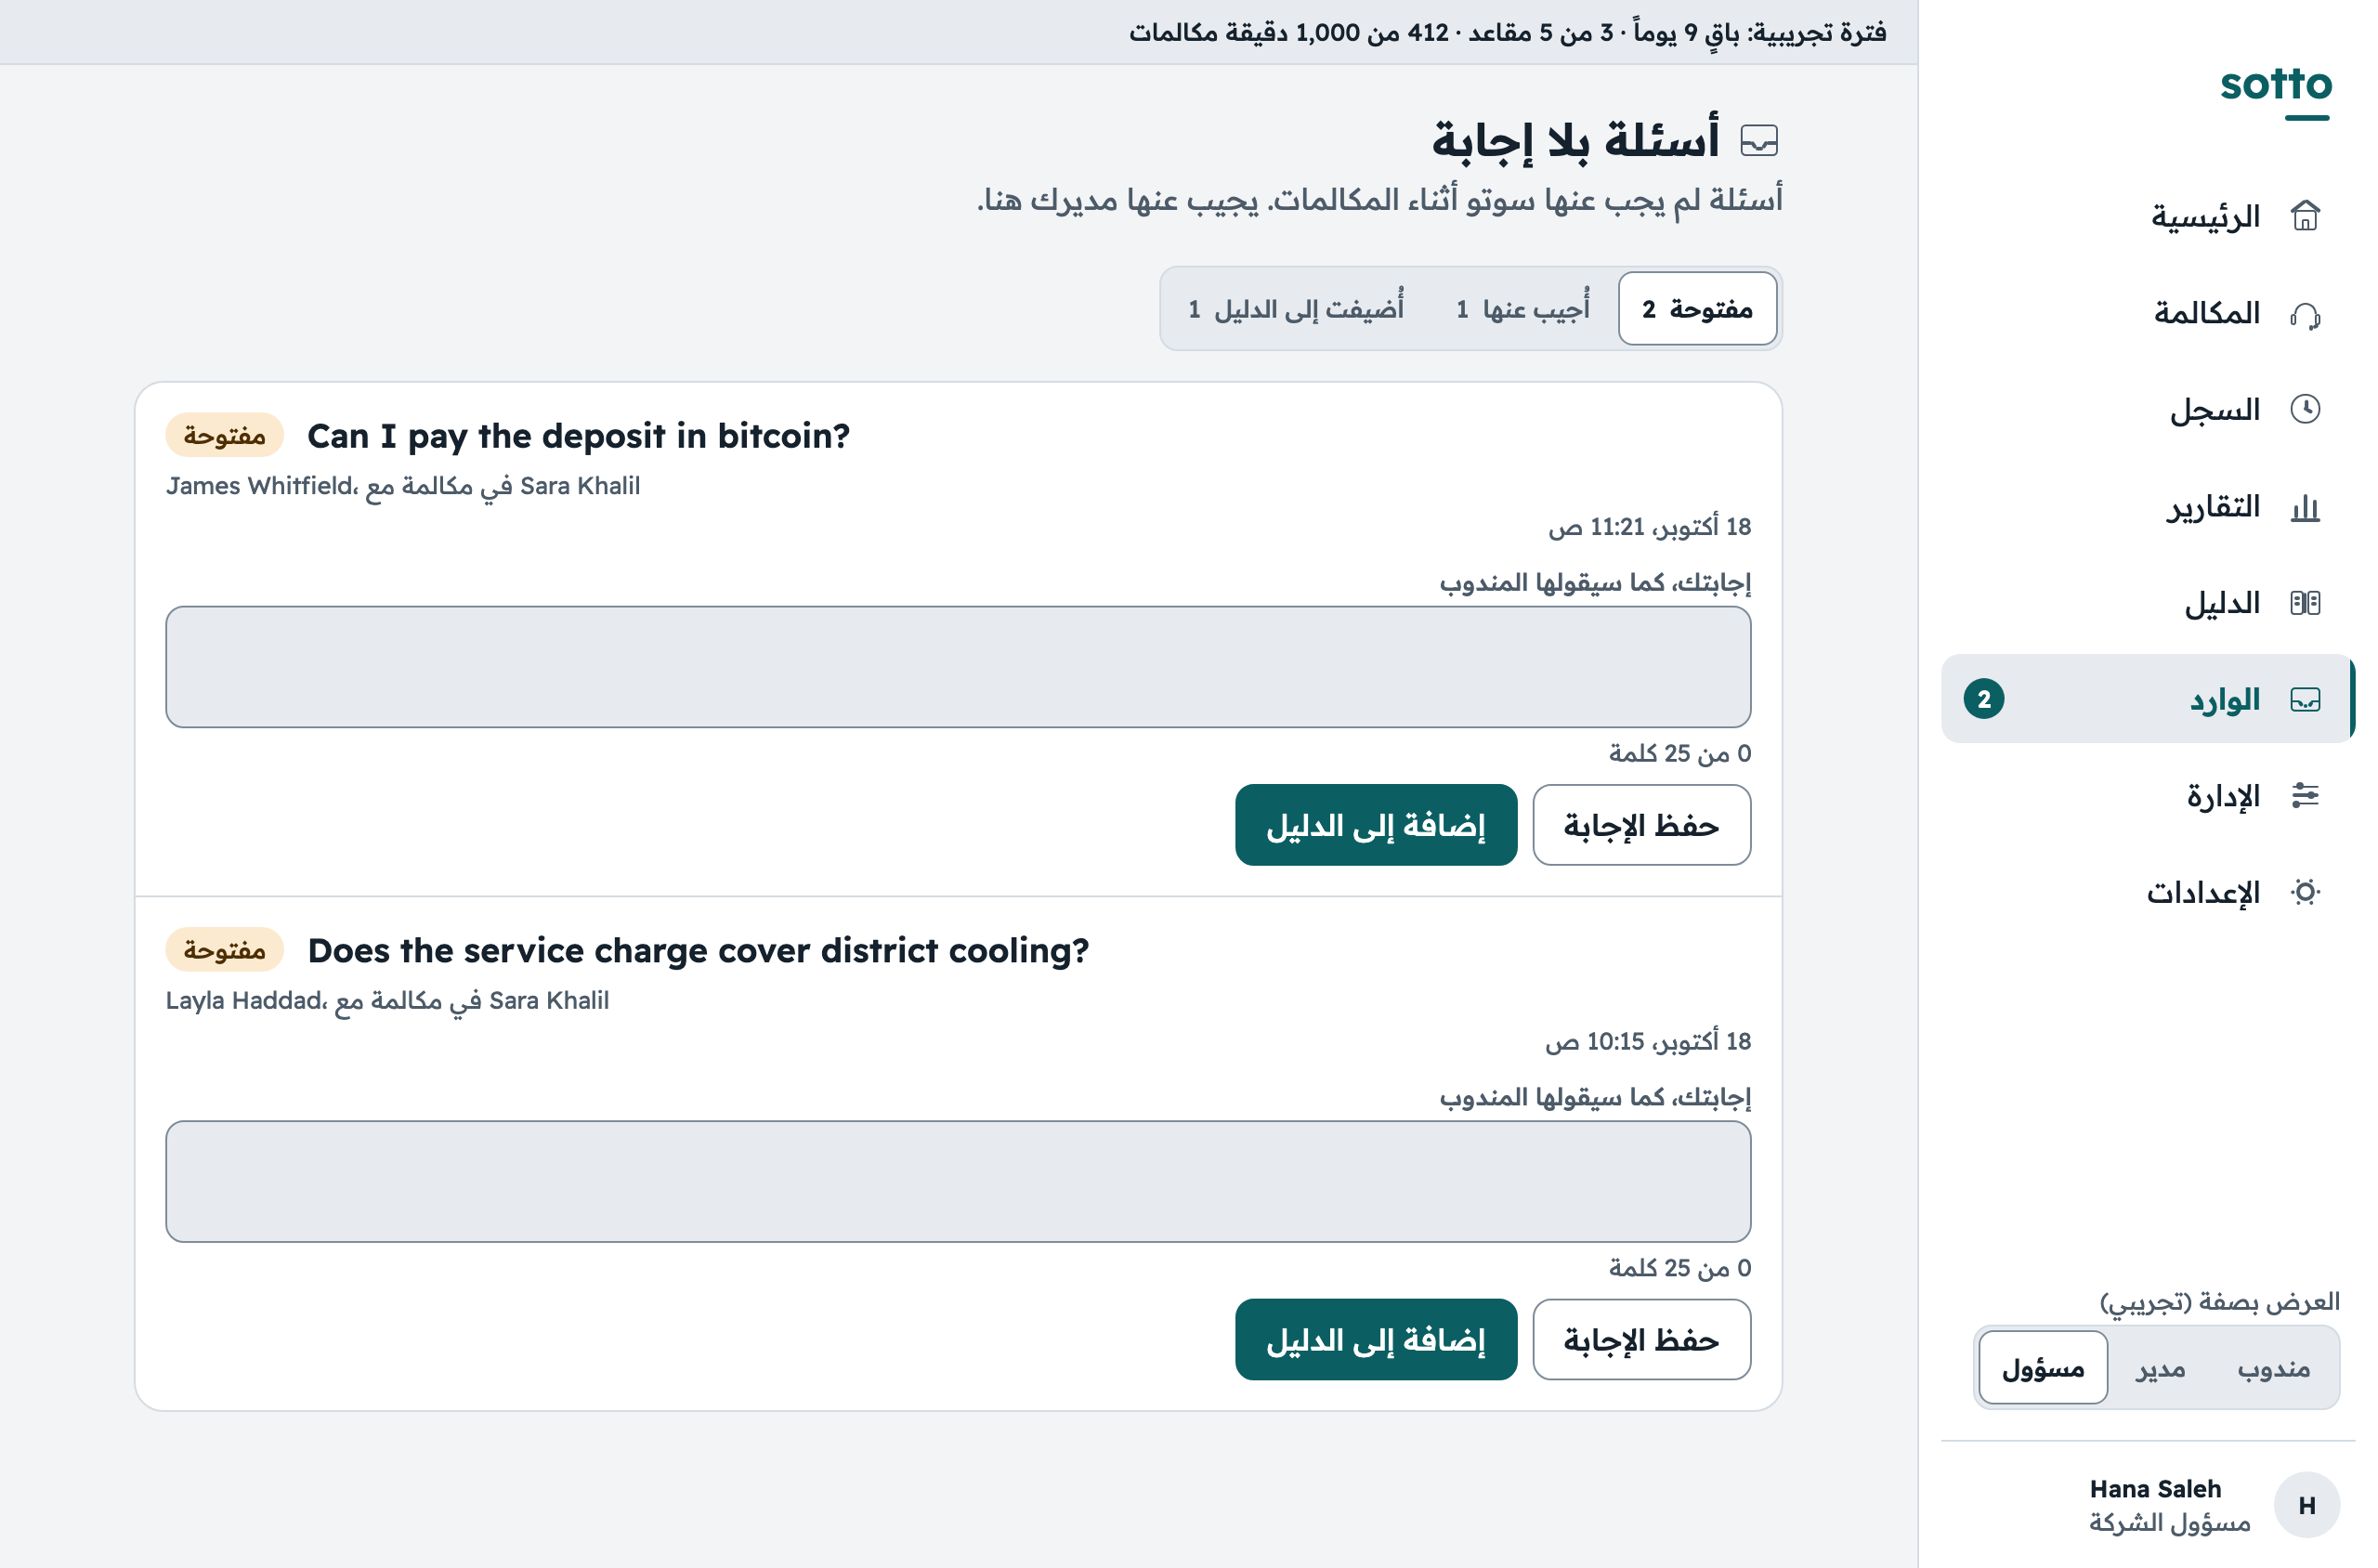 فترة تجريبية: باقٍ 9 يوماً · 3 من 5 مقاعد · 412 من 1,000 دقيقة مكالمات
sotto
الرئيسية
المكالمة
السجل
التقارير
الدليل
الوارد 2
الإدارة
الإعدادات
العرض بصفة (تجريبي)
مندوب مدير مسؤول
H
Hana Saleh
مسؤول الشركة
أسئلة بلا إجابة
أسئلة لم يجب عنها سوتو أثناء المكالمات. يجيب عنها مديرك هنا.
مفتوحة 2 أُجيب عنها 1 أُضيفت إلى الدليل 1
Can I pay the deposit in bitcoin? مفتوحة
Sara Khalil في مكالمة مع James Whitfield،
18 أكتوبر، 11:21 ص
إجابتك، كما سيقولها المندوب
0 من 25 كلمة
حفظ الإجابة إضافة إلى الدليل
Does the service charge cover district cooling? مفتوحة
Sara Khalil في مكالمة مع Layla Haddad،
18 أكتوبر، 10:15 ص
إجابتك، كما سيقولها المندوب
0 من 25 كلمة
حفظ الإجابة إضافة إلى الدليل